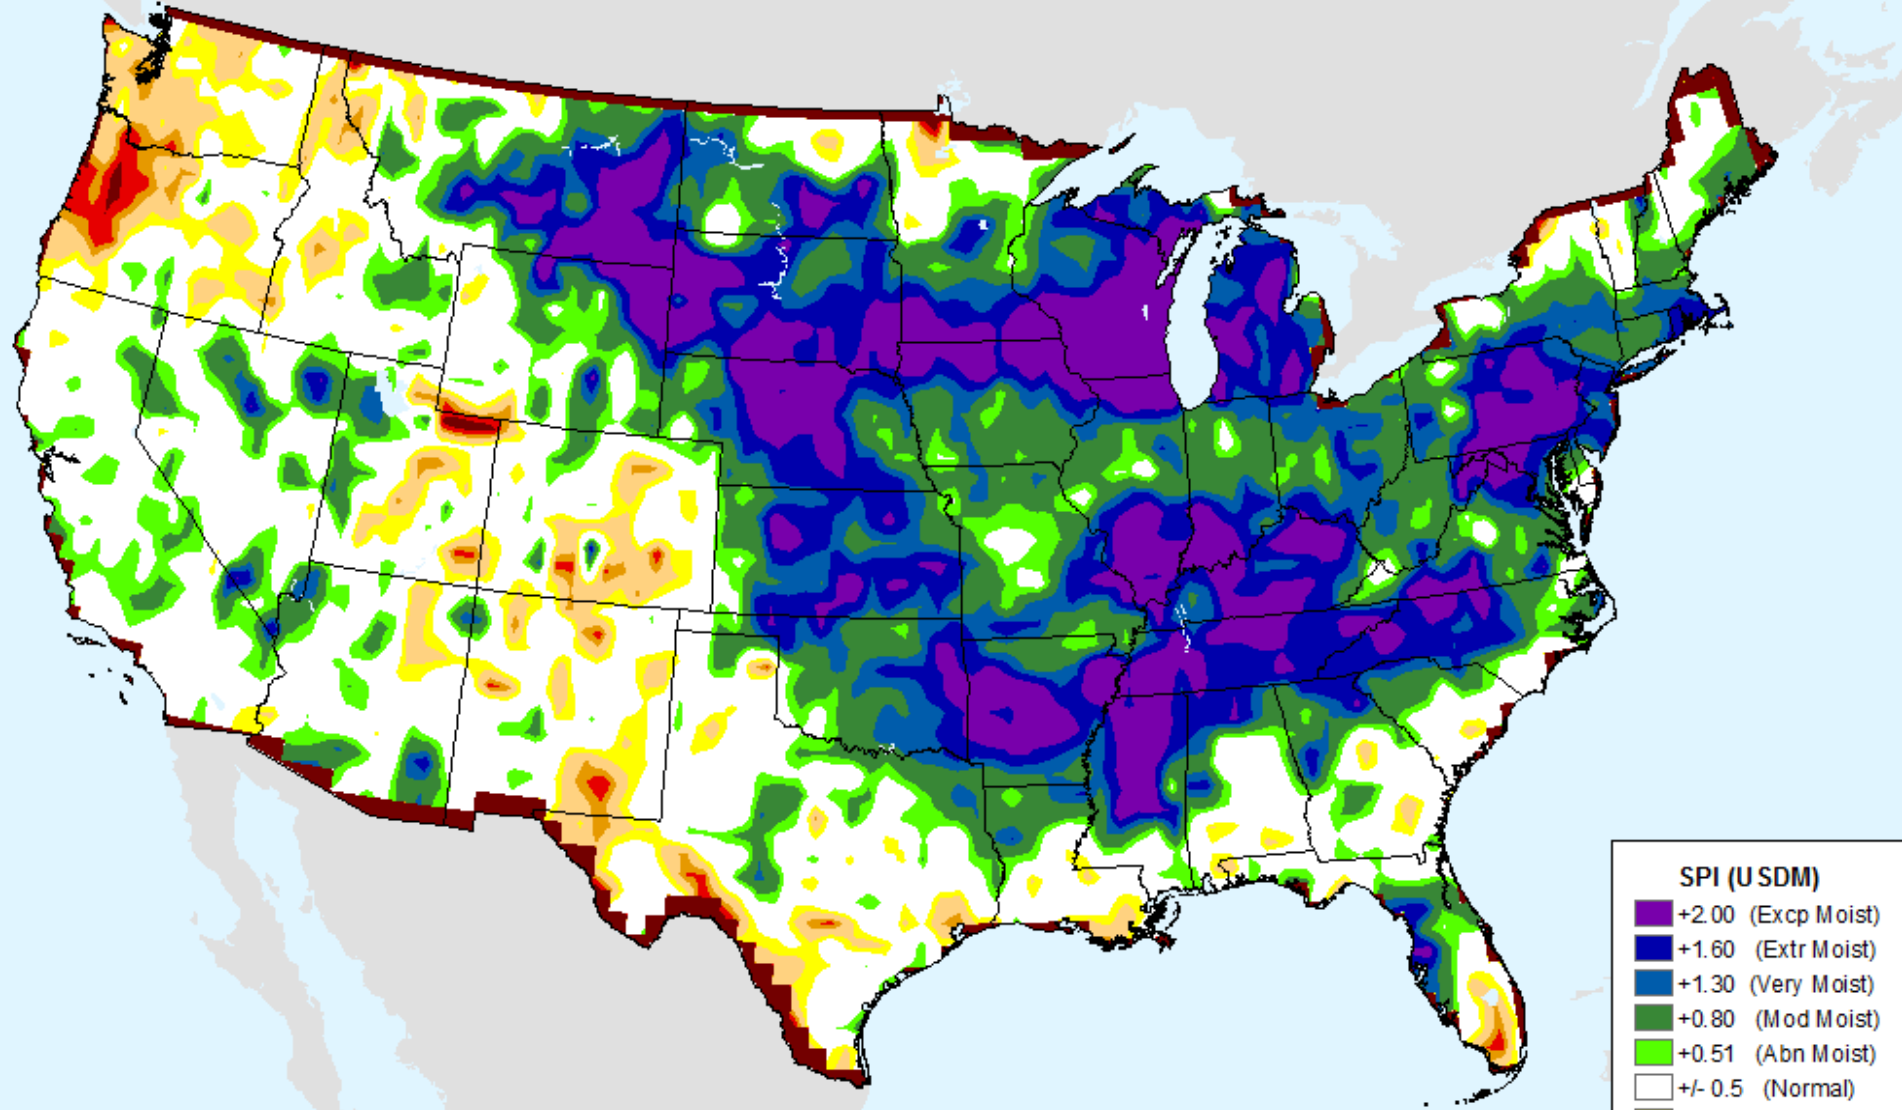 SPI (USDM)
+2.00 (Excp Moist)
+1.60 (Extr Moist)
+1.30 (Very Moist)
+0.80 (Mod Moist)
+0.51 (Abn Moist)
+/- 0.5 (Normal)